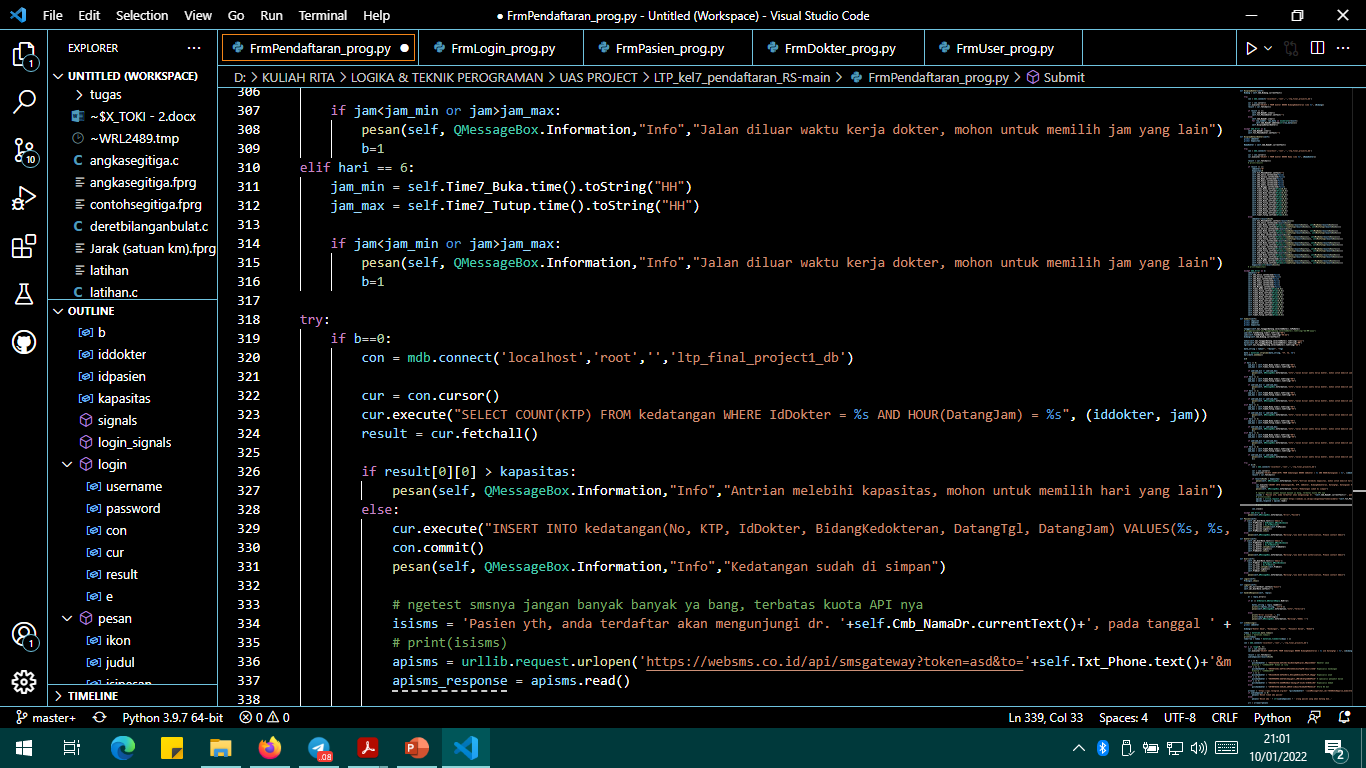 File Edit Selection View Go Run Terminal Help
● FrmPendaftaran_prog.py - Untitled (Workspace) - Visual Studio Code
EXPLORER
UNTITLED (WORKSPACE)
tugas
~$X_TOKI - 2.docx
~WRL2489.tmp
angkasegitiga.c
angkasegitiga.fprg
contohsegitiga.fprg
deretbilanganbulat.c
Jarak (satuan km).fprg
latihan
latihan.c
OUTLINE
b
iddokter
idpasien
kapasitas
signals
login_signals
login
username
password
con
cur
result
e
pesan
ikon
judul
TIMELINE
FrmPendaftaran_prog.py ● FrmLogin_prog.py FrmPasien_prog.py FrmDokter_prog.py FrmUser_prog.py
D: > KULIAH RITA > LOGIKA & TEKNIK PEROGRAMAN > UAS PROJECT > LTP_kel7_pendaftaran_RS-main > FrmPendaftaran_prog.py > Submit
306
307 if jam<jam_min or jam>jam_max:
308 pesan(self, QMessageBox.Information,"Info","Jalan diluar waktu kerja dokter, mohon untuk memilih jam yang lain")
309 b=1
310 elif hari == 6:
311 jam_min = self.Time7_Buka.time().toString("HH")
312 jam_max = self.Time7_Tutup.time().toString("HH")
313
314 if jam<jam_min or jam>jam_max:
315 pesan(self, QMessageBox.Information,"Info","Jalan diluar waktu kerja dokter, mohon untuk memilih jam yang lain")
316 b=1
317
318 try:
319 if b==0:
320 con = mdb.connect('localhost','root','','ltp_final_project1_db')
321
322 cur = con.cursor()
323 cur.execute("SELECT COUNT(KTP) FROM kedatangan WHERE IdDokter = %s AND HOUR(DatangJam) = %s", (iddokter, jam))
324 result = cur.fetchall()
325
326 if result[0][0] > kapasitas:
327 pesan(self, QMessageBox.Information,"Info","Antrian melebihi kapasitas, mohon untuk memilih hari yang lain")
328 else:
329 cur.execute("INSERT INTO kedatangan(No, KTP, IdDokter, BidangKedokteran, DatangTgl, DatangJam) VALUES(%s, %s,
330 con.commit()
331 pesan(self, QMessageBox.Information,"Info","Kedatangan sudah di simpan")
332
333 # ngetest smsnya jangan banyak banyak ya bang, terbatas kuota API nya
334 isisms = 'Pasien yth, anda terdaftar akan mengunjungi dr. '+self.Cmb_NamaDr.currentText()+', pada tanggal ' +
335 # print(isisms)
336 apisms = urllib.request.urlopen('https://websms.co.id/api/smsgateway?token=asd&to='+self.Txt_Phone.text()+'&m
337 apisms_response = apisms.read()
338
master+ Python 3.9.7 64-bit 0 0 Ln 339, Col 33 Spaces: 4 UTF-8 CRLF Python
21:01
10/01/2022